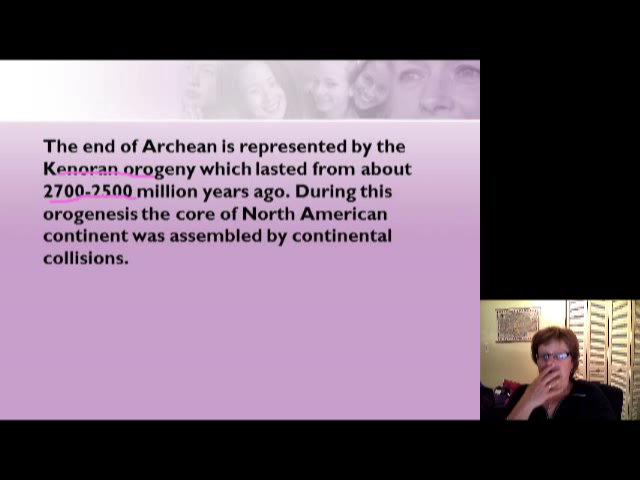 The end of Archean is represented by the
Kenoran orogeny which lasted from about
2700-2500 million years ago. During this
orogenesis the core of North American
continent was assembled by continental
collisions.